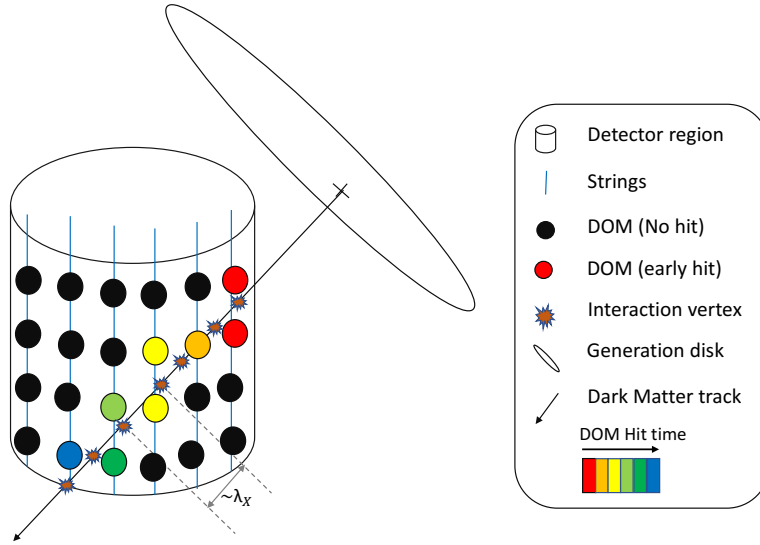 Detector region
Strings
DOM (No hit)
DOM (early hit)
Interaction vertex
Generation disk
Dark Matter track
DOM Hit time
~λ_X